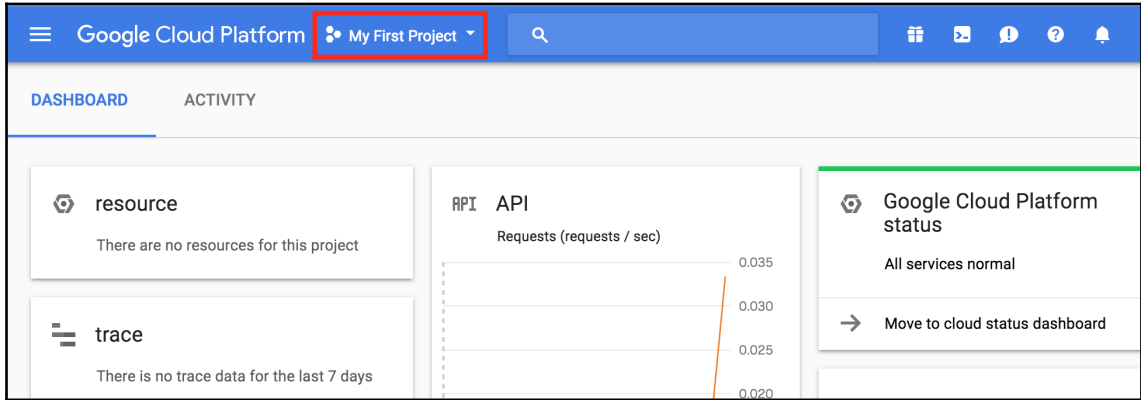 Google Cloud Platform My First Project
DASHBOARD ACTIVITY
resource
There are no resources for this project
trace
There is no trace data for the last 7 days
API API
Requests (requests / sec)
0.035
0.030
0.025
0.020
Google Cloud Platform
status
All services normal
Move to cloud status dashboard